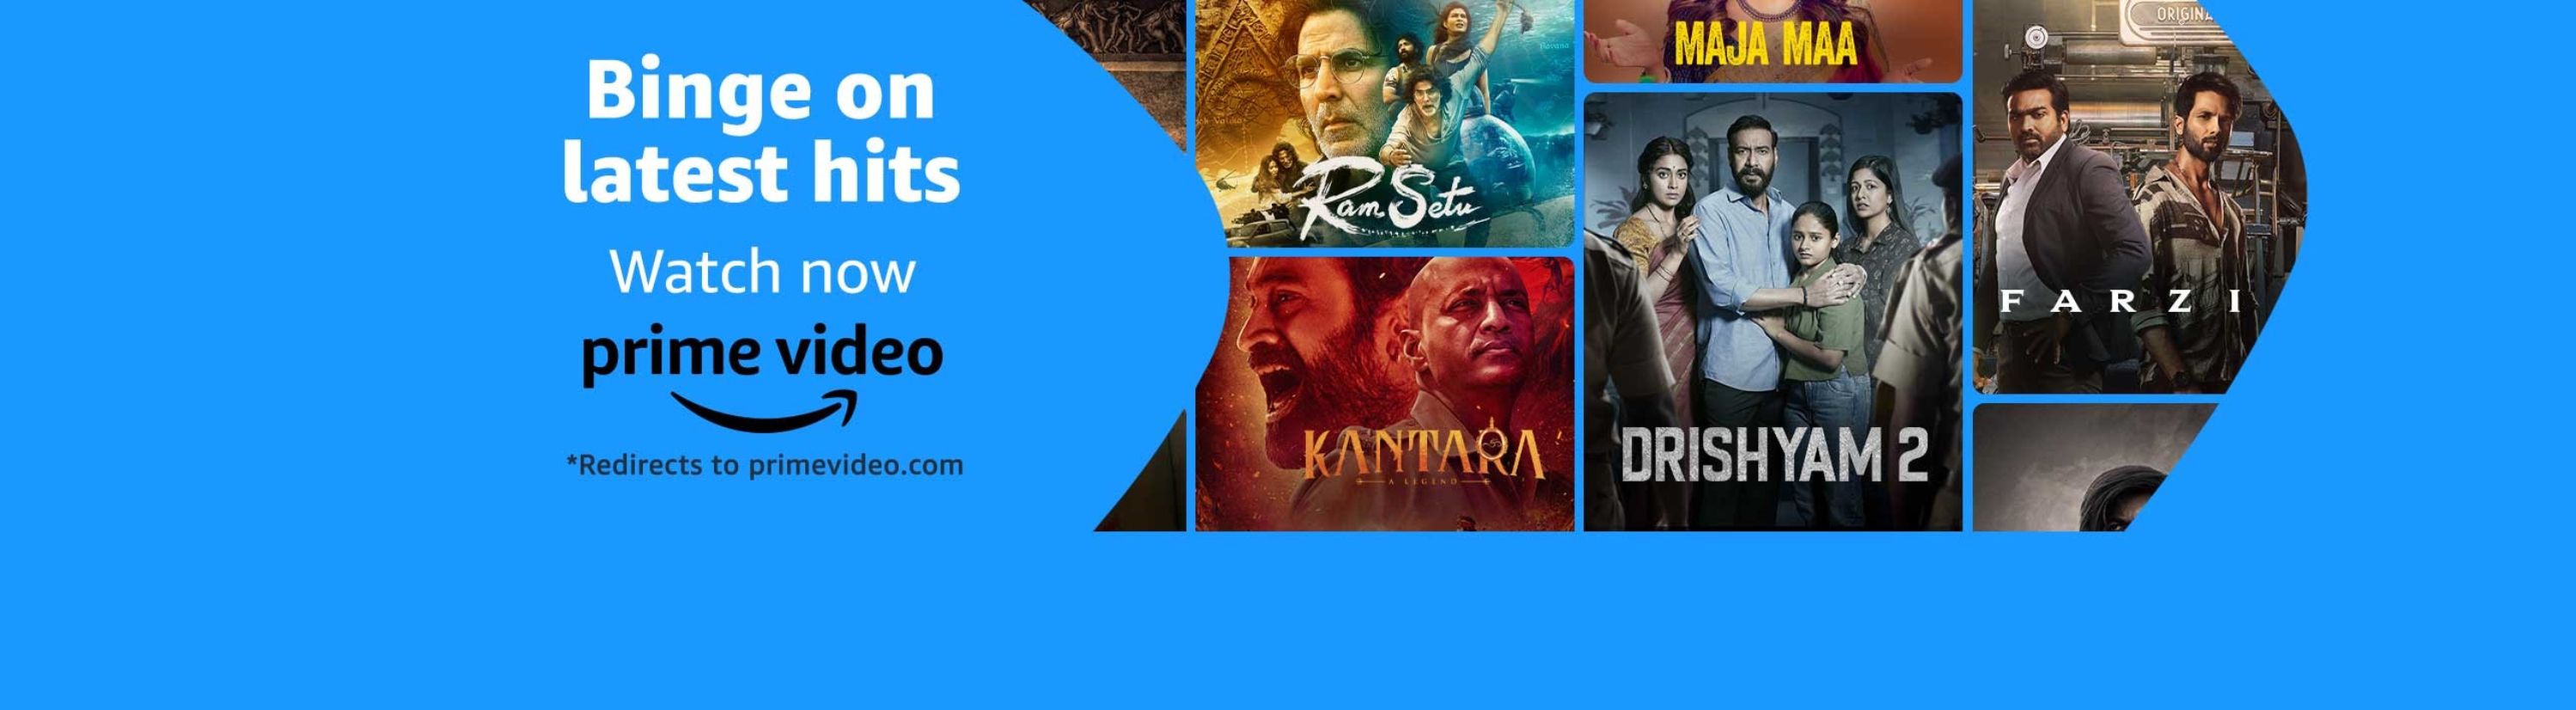 Binge on
latest hits
Watch now
prime video
*Redirects to primevideo.com
Ram Setu
KANTARA
A LEGEND
MAJA MAA
DRISHYAM 2
FARZI